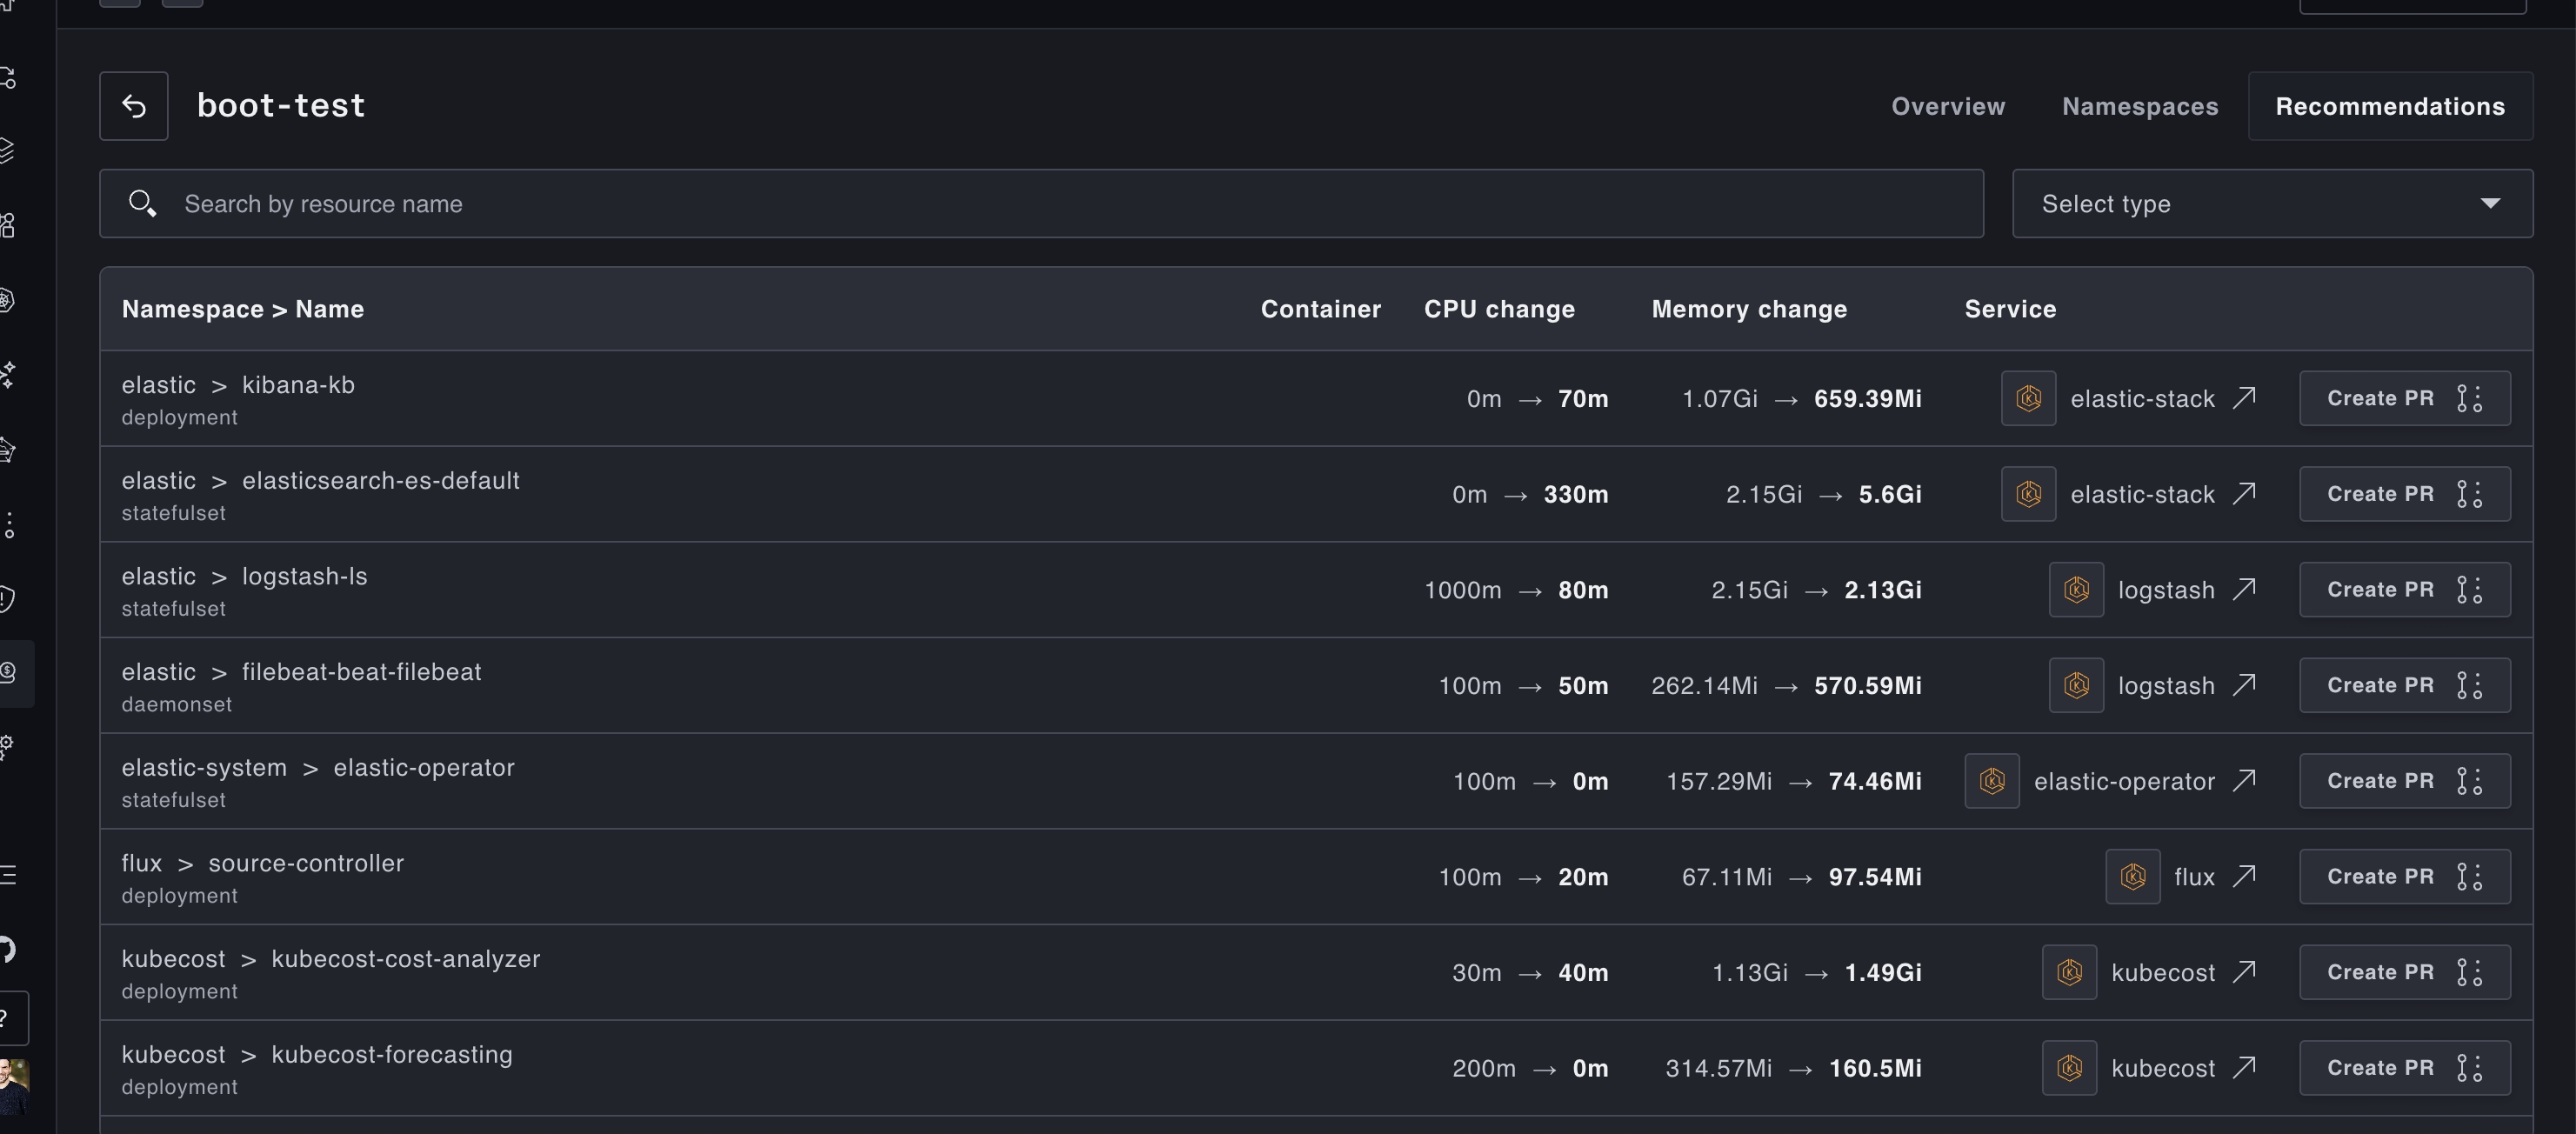 boot-test
Overview Namespaces Recommendations
Search by resource name
Select type
Namespace > Name Container CPU change Memory change Service
elastic > kibana-kb
deployment
0m → 70m 1.07Gi → 659.39Mi elastic-stack Create PR
elastic > elasticsearch-es-default
statefulset
0m → 330m 2.15Gi → 5.6Gi elastic-stack Create PR
elastic > logstash-ls
statefulset
1000m → 80m 2.15Gi → 2.13Gi logstash Create PR
elastic > filebeat-beat-filebeat
daemonset
100m → 50m 262.14Mi → 570.59Mi logstash Create PR
elastic-system > elastic-operator
statefulset
100m → 0m 157.29Mi → 74.46Mi elastic-operator Create PR
flux > source-controller
deployment
100m → 20m 67.11Mi → 97.54Mi flux Create PR
kubecost > kubecost-cost-analyzer
deployment
30m → 40m 1.13Gi → 1.49Gi kubecost Create PR
kubecost > kubecost-forecasting
deployment
200m → 0m 314.57Mi → 160.5Mi kubecost Create PR
?